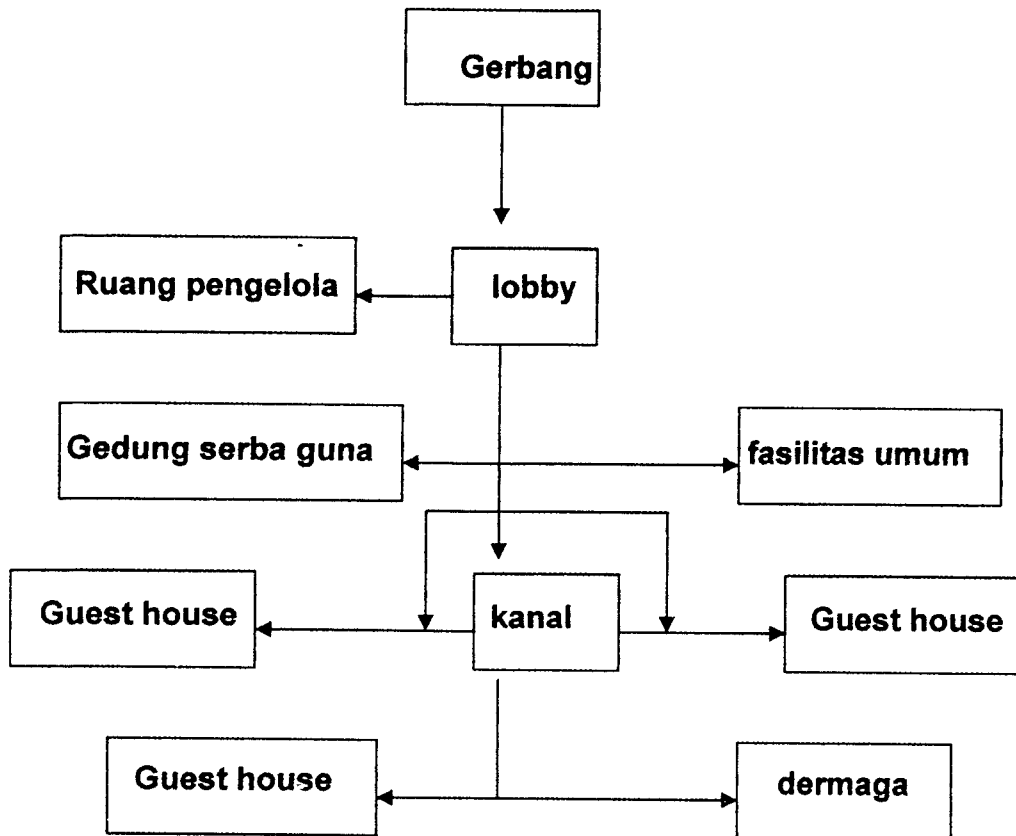 Gerbang
Ruang pengelola
lobby
Gedung serba guna
fasilitas umum
Guest house
kanal
Guest house
Guest house
dermaga